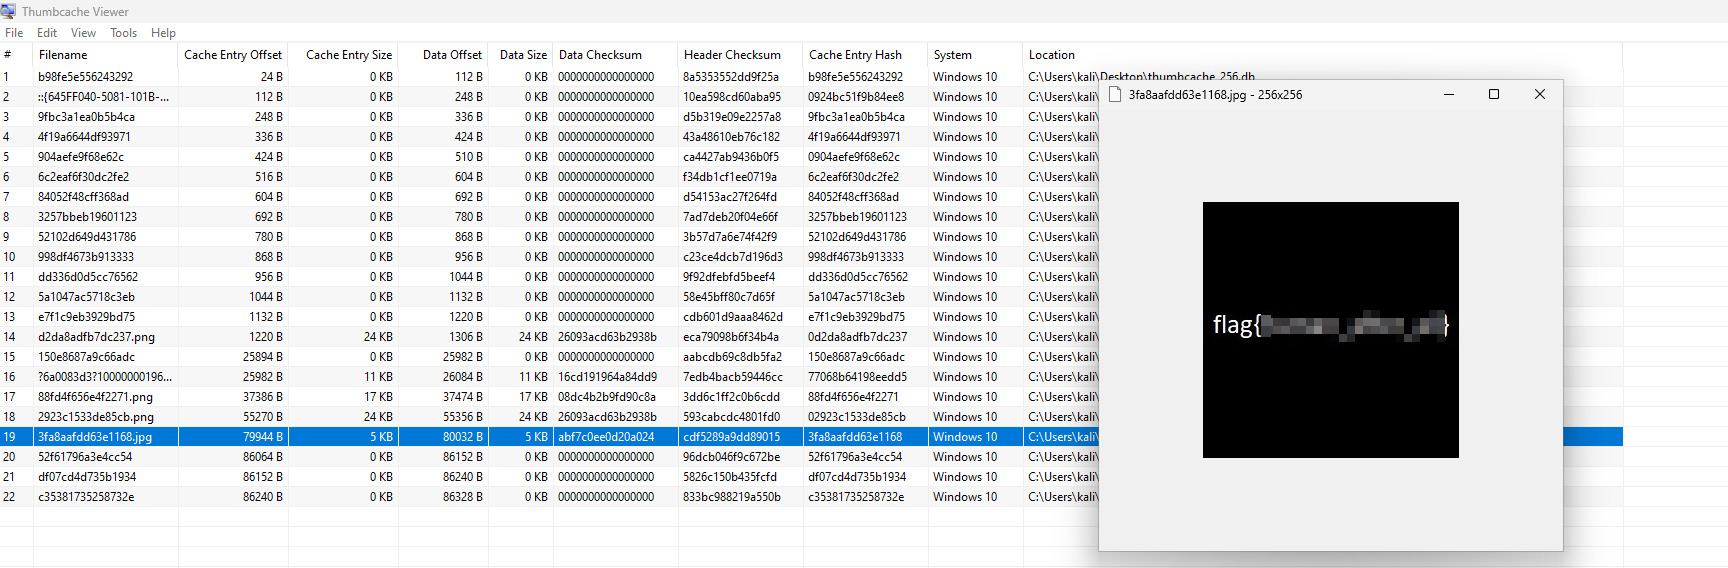 Thumbcache Viewer
File Edit View Tools Help
# Filename Cache Entry Offset Cache Entry Size Data Offset Data Size Data Checksum Header Checksum Cache Entry Hash System Location
1 b98fe5e556243292 24 B 0 KB 112 B 0 KB 0000000000000000 8a5353552dd9f25a b98fe5e556243292 Windows 10 C:\Users\kali\Desktop\thumbcache_256.db
2 ::{645FF040-5081-101B-... 112 B 0 KB 248 B 0 KB 0000000000000000 10ea598cd60aba95 0924bc51f9b84ee8 Windows 10 C:\Users\kali\
3 9fbc3a1ea0b5b4ca 248 B 0 KB 336 B 0 KB 0000000000000000 d5b319e09e2257a8 9fbc3a1ea0b5b4ca Windows 10 C:\Users\kali\
4 4f19a6644df93971 336 B 0 KB 424 B 0 KB 0000000000000000 43a48610eb76c182 4f19a6644df93971 Windows 10 C:\Users\kali\
5 904aefe9f68e62c 424 B 0 KB 510 B 0 KB 0000000000000000 ca4427ab9436b0f5 0904aefe9f68e62c Windows 10 C:\Users\kali\
6 6c2eaf6f30dc2fe2 516 B 0 KB 604 B 0 KB 0000000000000000 f34db1cf1ee0719a 6c2eaf6f30dc2fe2 Windows 10 C:\Users\kali\
7 84052f48cff368ad 604 B 0 KB 692 B 0 KB 0000000000000000 d54153ac27f264fd 84052f48cff368ad Windows 10 C:\Users\kali\
8 3257bbeb19601123 692 B 0 KB 780 B 0 KB 0000000000000000 7ad7deb20f04e66f 3257bbeb19601123 Windows 10 C:\Users\kali\
9 52102d649d431786 780 B 0 KB 868 B 0 KB 0000000000000000 3b57d7a6e74f42f9 52102d649d431786 Windows 10 C:\Users\kali\
10 998df4673b913333 868 B 0 KB 956 B 0 KB 0000000000000000 c23ce4dcb7d196d3 998df4673b913333 Windows 10 C:\Users\kali\
11 dd336d0d5cc76562 956 B 0 KB 1044 B 0 KB 0000000000000000 9f92dfebfd5beef4 dd336d0d5cc76562 Windows 10 C:\Users\kali\
12 5a1047ac5718c3eb 1044 B 0 KB 1132 B 0 KB 0000000000000000 58e45bff80c7d65f 5a1047ac5718c3eb Windows 10 C:\Users\kali\
13 e7f1c9eb3929bd75 1132 B 0 KB 1220 B 0 KB 0000000000000000 cdb601d9aaa8462d e7f1c9eb3929bd75 Windows 10 C:\Users\kali\
14 d2da8adfb7dc237.png 1220 B 24 KB 1306 B 24 KB 26093acd63b2938b eca79098b6f34b4a 0d2da8adfb7dc237 Windows 10 C:\Users\kali\
15 150e8687a9c66adc 25894 B 0 KB 25982 B 0 KB 0000000000000000 aabcdb69c8db5fa2 150e8687a9c66adc Windows 10 C:\Users\kali\
16 ?6a0083d3?10000000196... 25982 B 11 KB 26084 B 11 KB 16cd191964a84dd9 7edb4bacb59446cc 77068b64198eedd5 Windows 10 C:\Users\kali\
17 88fd4f656e4f2271.png 37386 B 17 KB 37474 B 17 KB 08dc4b2b9fd90c8a 3dd6c1ff2c0b6cdd 88fd4f656e4f2271 Windows 10 C:\Users\kali\
18 2923c1533de85cb.png 55270 B 24 KB 55356 B 24 KB 26093acd63b2938b 593cabcdc4801fd0 02923c1533de85cb Windows 10 C:\Users\kali\
19 3fa8aafdd63e1168.jpg 79944 B 5 KB 80032 B 5 KB abf7c0ee0d20a024 cdf5289a9dd89015 3fa8aafdd63e1168 Windows 10 C:\Users\kali\
20 52f61796a3e4cc54 86064 B 0 KB 86152 B 0 KB 0000000000000000 96dcb046f9c672be 52f61796a3e4cc54 Windows 10 C:\Users\kali\
21 df07cd4d735b1934 86152 B 0 KB 86240 B 0 KB 0000000000000000 5826c150b435fcfd df07cd4d735b1934 Windows 10 C:\Users\kali\
22 c35381735258732e 86240 B 0 KB 86328 B 0 KB 0000000000000000 833bc988219a550b c35381735258732e Windows 10 C:\Users\kali\
3fa8aafdd63e1168.jpg - 256x256
flag{ }